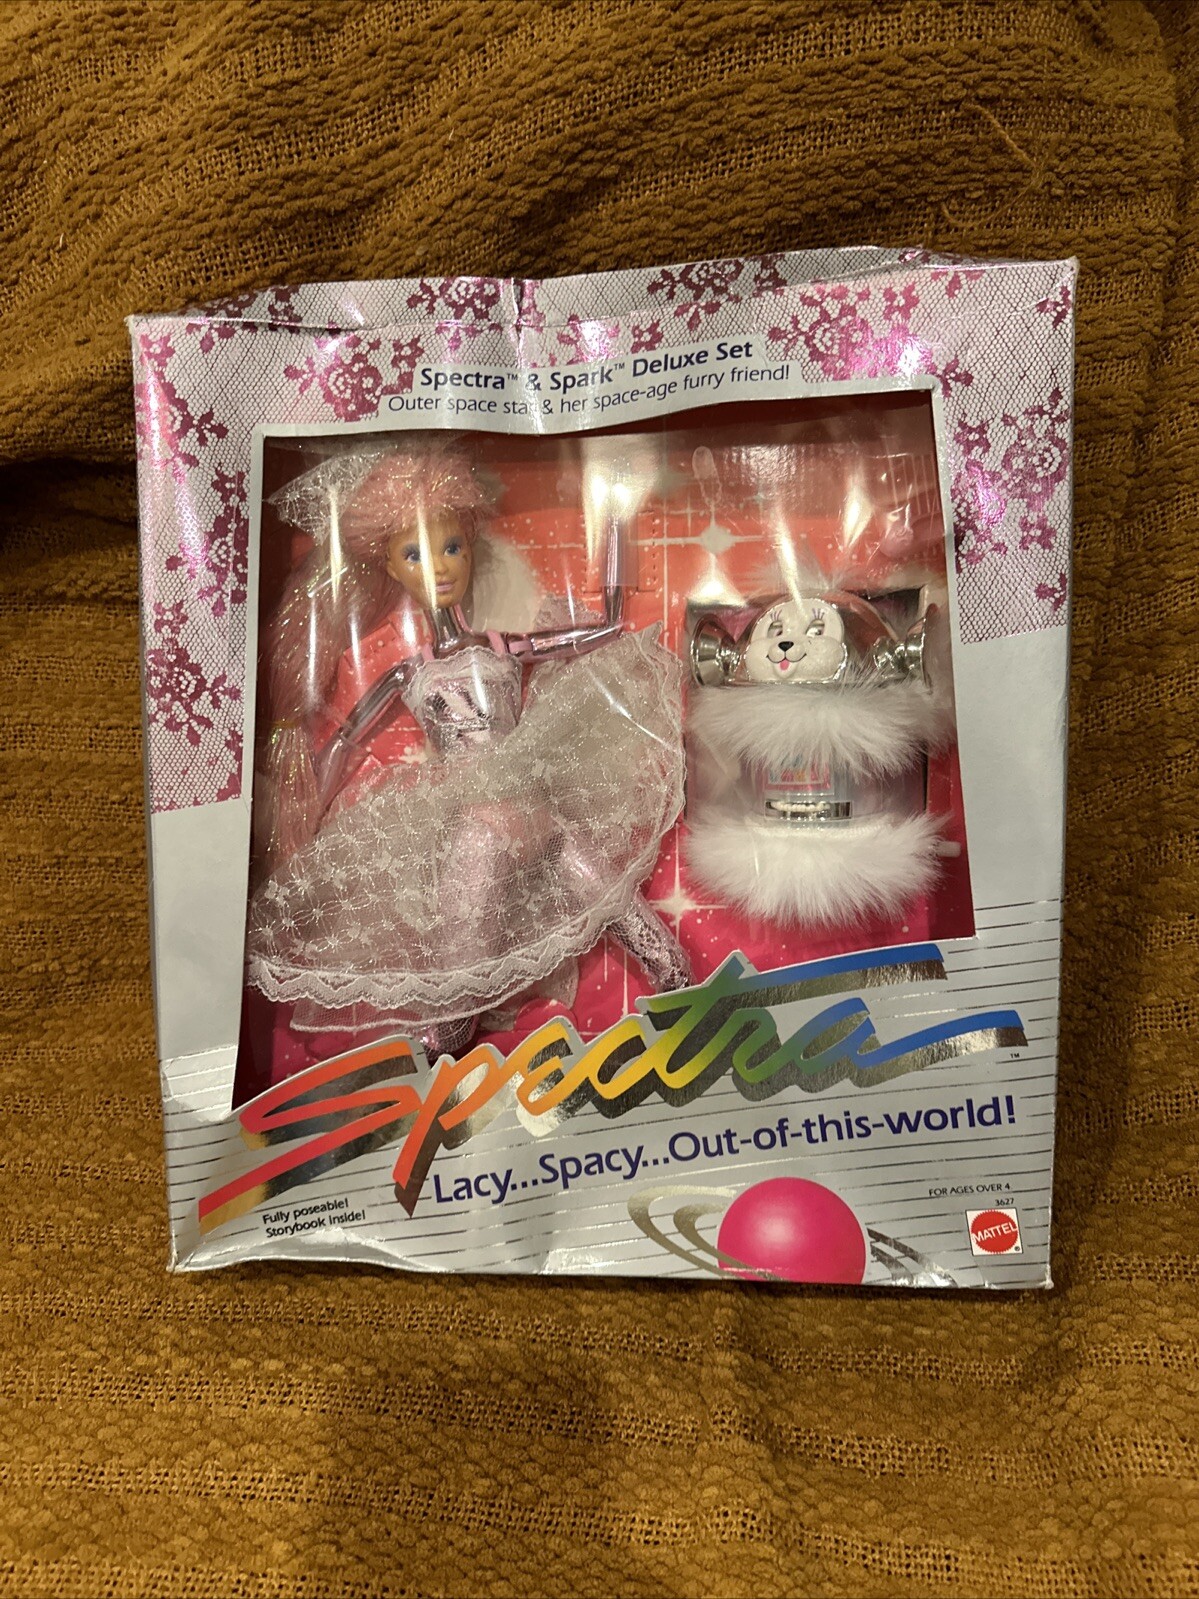 Spectra™ & Spark™ Deluxe Set
Outer space star & her space-age furry friend!
Spectra™
Lacy...Spacy...Out-of-this-world!
Fully poseable!
Storybook inside!
FOR AGES OVER 4
3627
MATTEL®